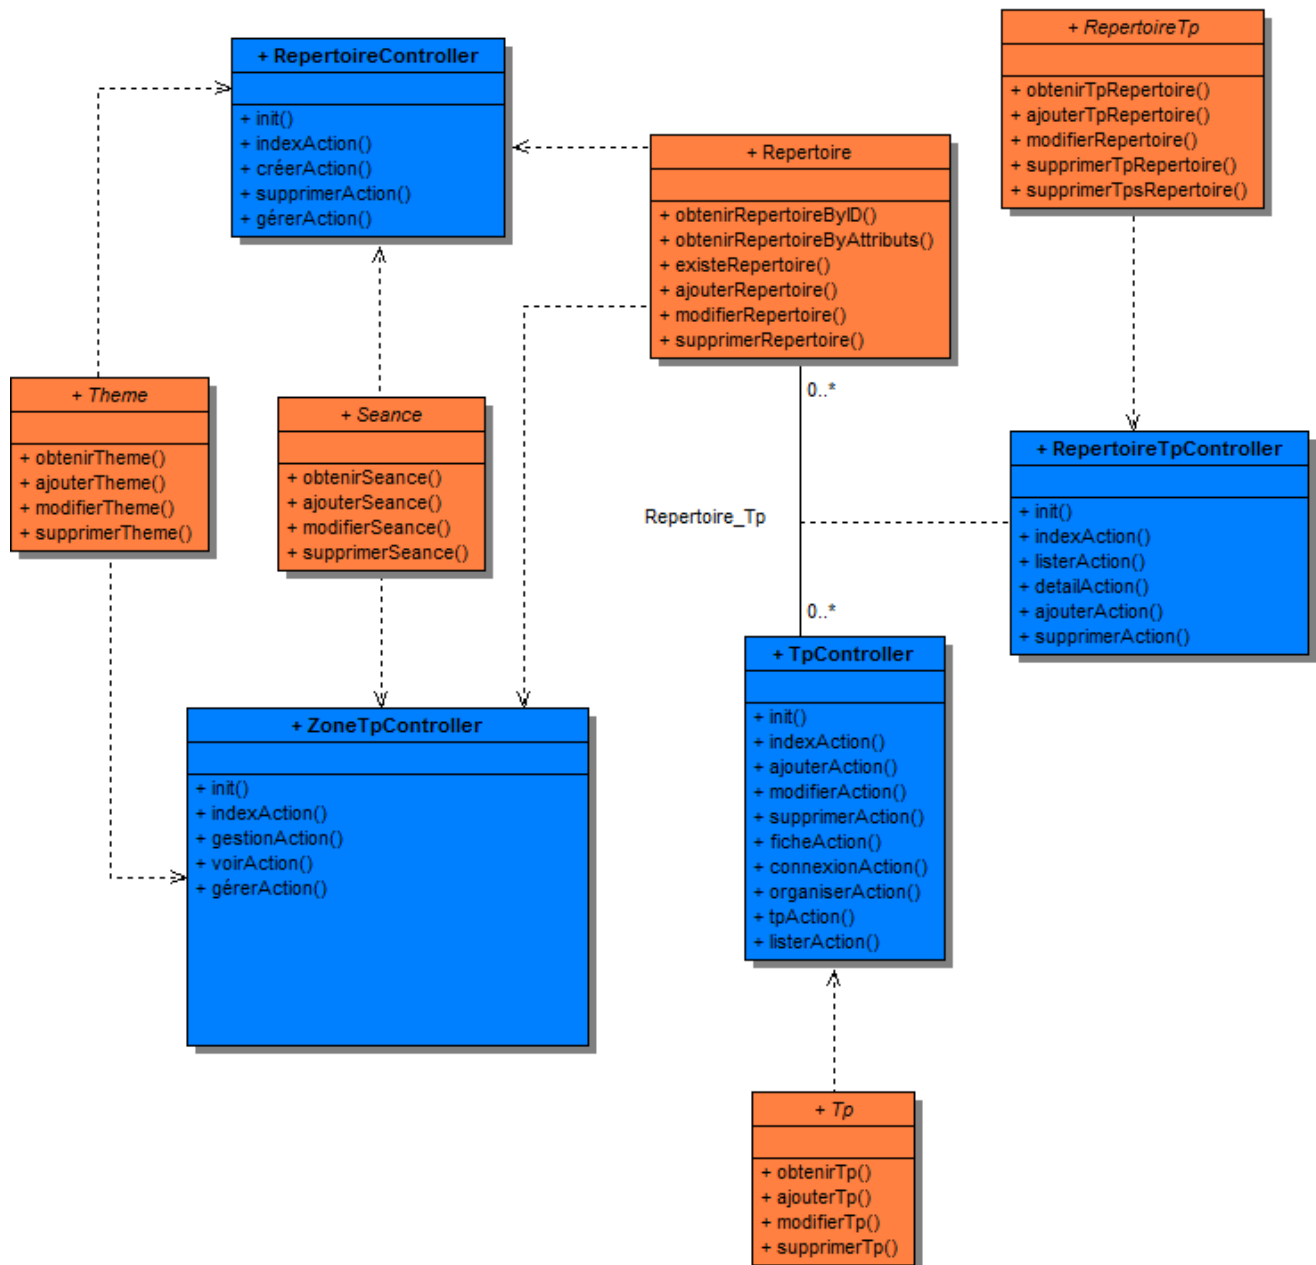 + RepertoireController
+ init()
+ indexAction()
+ créerAction()
+ supprimerAction()
+ gérerAction()
+ RepertoireTp
+ obtenirTpRepertoire()
+ ajouterTpRepertoire()
+ modifierRepertoire()
+ supprimerTpRepertoire()
+ supprimerTpsRepertoire()
+ Repertoire
+ obtenirRepertoireByID()
+ obtenirRepertoireByAttributs()
+ existeRepertoire()
+ ajouterRepertoire()
+ modifierRepertoire()
+ supprimerRepertoire()
+ Theme
+ obtenirTheme()
+ ajouterTheme()
+ modifierTheme()
+ supprimerTheme()
+ Seance
+ obtenirSeance()
+ ajouterSeance()
+ modifierSeance()
+ supprimerSeance()
0..*
Repertoire_Tp
0..*
+ RepertoireTpController
+ init()
+ indexAction()
+ listerAction()
+ detailAction()
+ ajouterAction()
+ supprimerAction()
+ ZoneTpController
+ init()
+ indexAction()
+ gestionAction()
+ voirAction()
+ gérerAction()
+ TpController
+ init()
+ indexAction()
+ ajouterAction()
+ modifierAction()
+ supprimerAction()
+ ficheAction()
+ connexionAction()
+ organiserAction()
+ tpAction()
+ listerAction()
+ Tp
+ obtenirTp()
+ ajouterTp()
+ modifierTp()
+ supprimerTp()